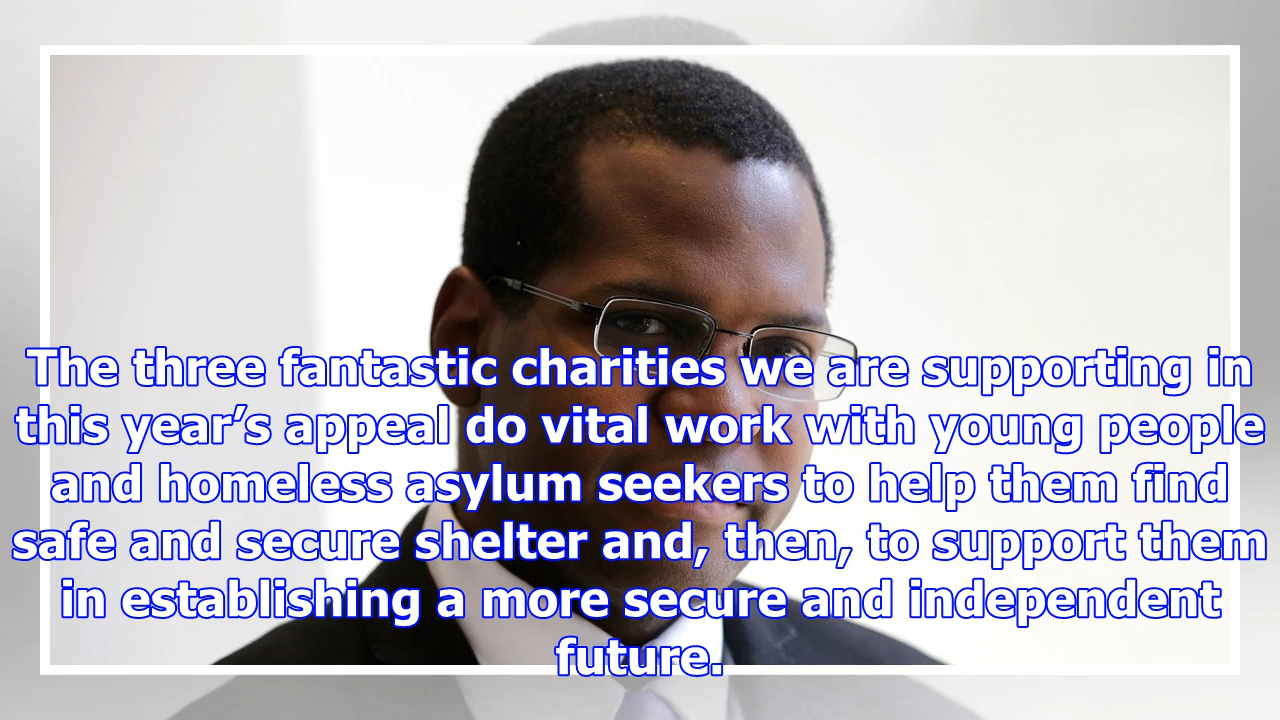 The three fantastic charities we are supporting in
this year’s appeal do vital work with young people
and homeless asylum seekers to help them find
safe and secure shelter and, then, to support them
in establishing a more secure and independent
future.